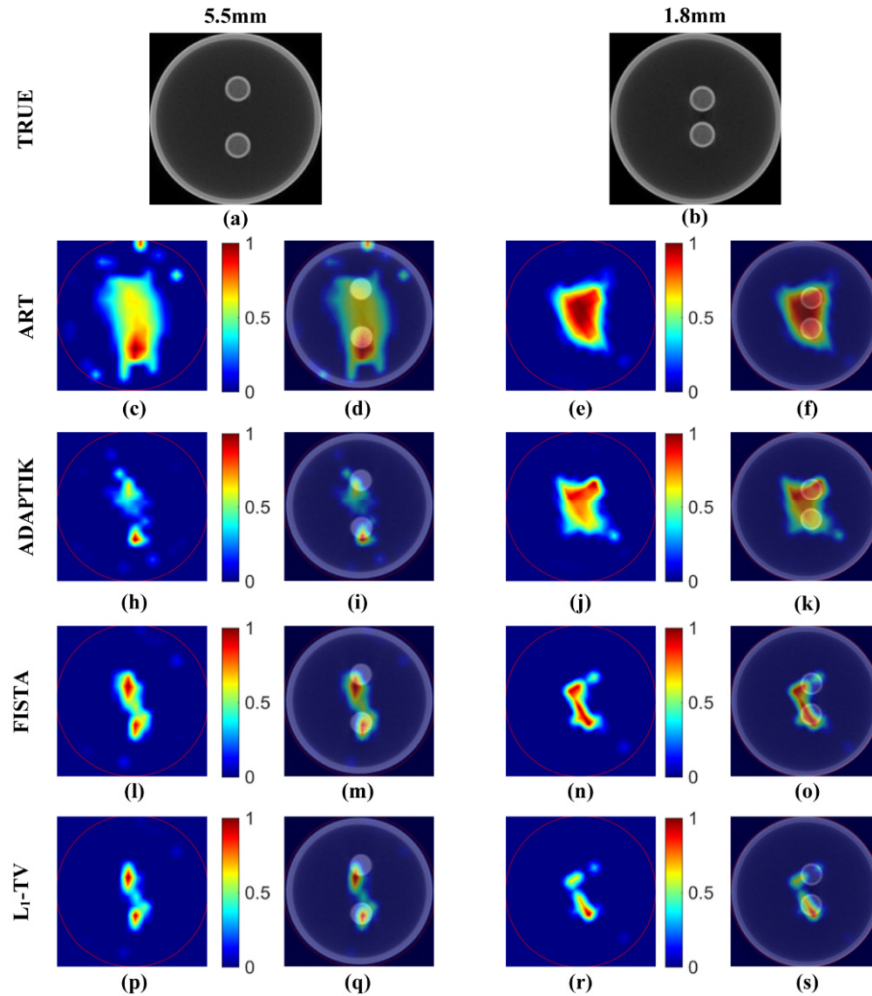 5.5mm 1.8mm
TRUE
(a) (b)
ART
1 1
0.5 0.5
0 0
(c) (d) (e) (f)
ADAPTIK
1 1
0.5 0.5
0 0
(h) (i) (j) (k)
FISTA
1 1
0.5 0.5
0 0
(l) (m) (n) (o)
L₁-TV
1 1
0.5 0.5
0 0
(p) (q) (r) (s)